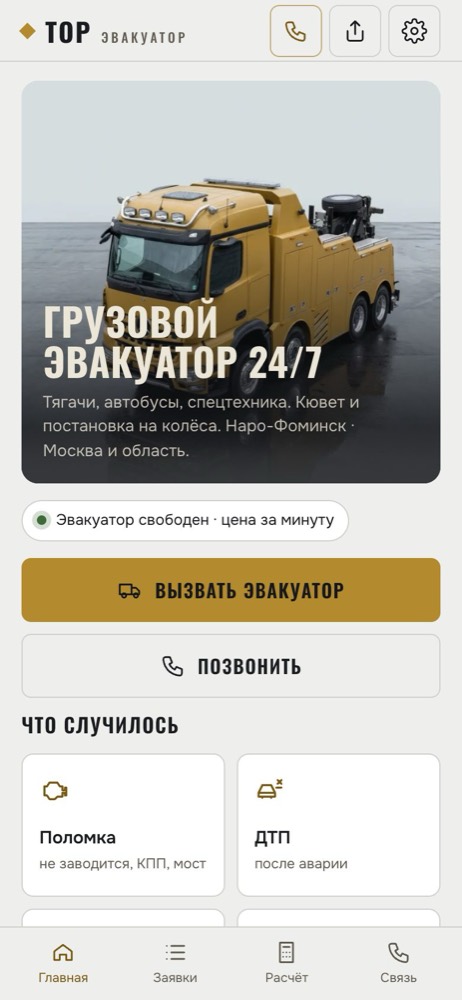 TOP ЭВАКУАТОР
ГРУЗОВОЙ
ЭВАКУАТОР 24/7
Тягачи, автобусы, спецтехника. Кювет и
постановка на колёса. Наро-Фоминск ·
Москва и область.
Эвакуатор свободен · цена за минуту
ВЫЗВАТЬ ЭВАКУАТОР
ПОЗВОНИТЬ
ЧТО СЛУЧИЛОСЬ
Поломка
не заводится, КПП, мост
ДТП
после аварии
Главная
Заявки
Расчёт
Связь